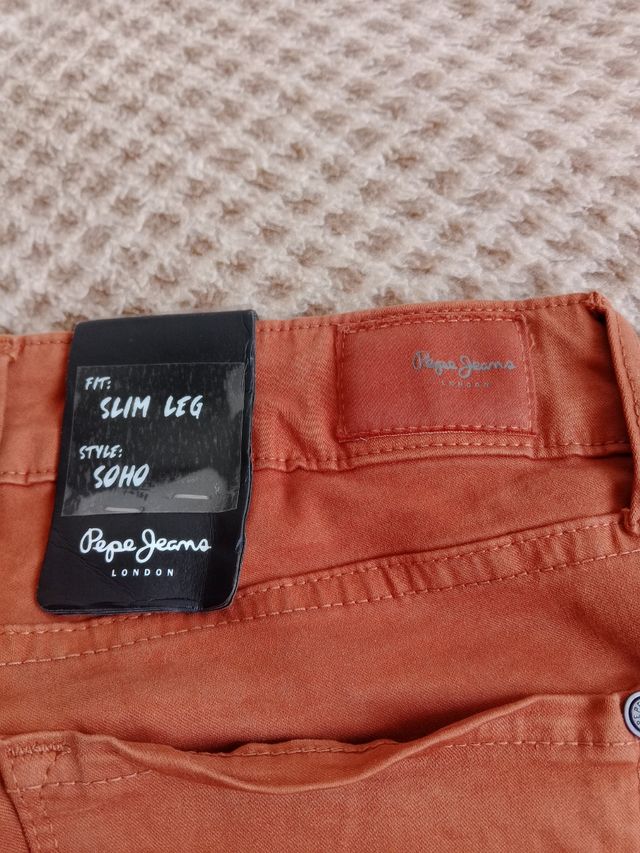 FIT:
SLIM LEG
STYLE:
SOHO
Pepe Jeans
LONDON
Pepe Jeans
LONDON